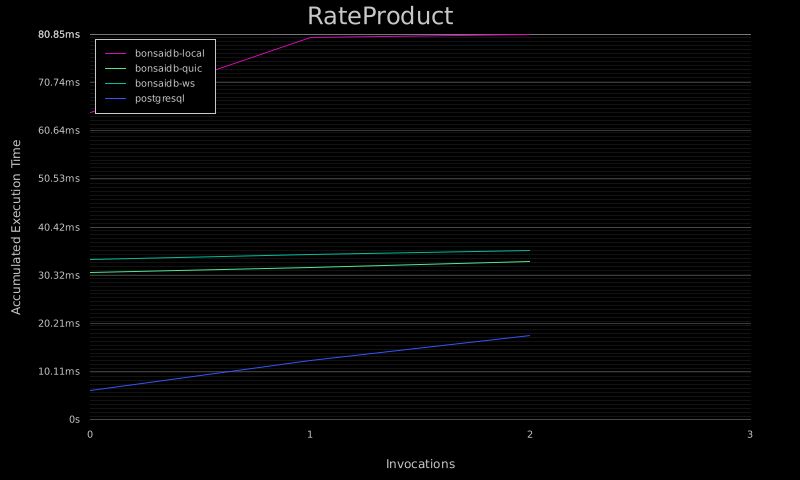 RateProduct
80.85ms
70.74ms
60.64ms
50.53ms
40.42ms
30.32ms
20.21ms
10.11ms
0s
bonsaidb-local
bonsaidb-quic
bonsaidb-ws
postgresql
Accumulated Execution Time
0 1 2 3
Invocations